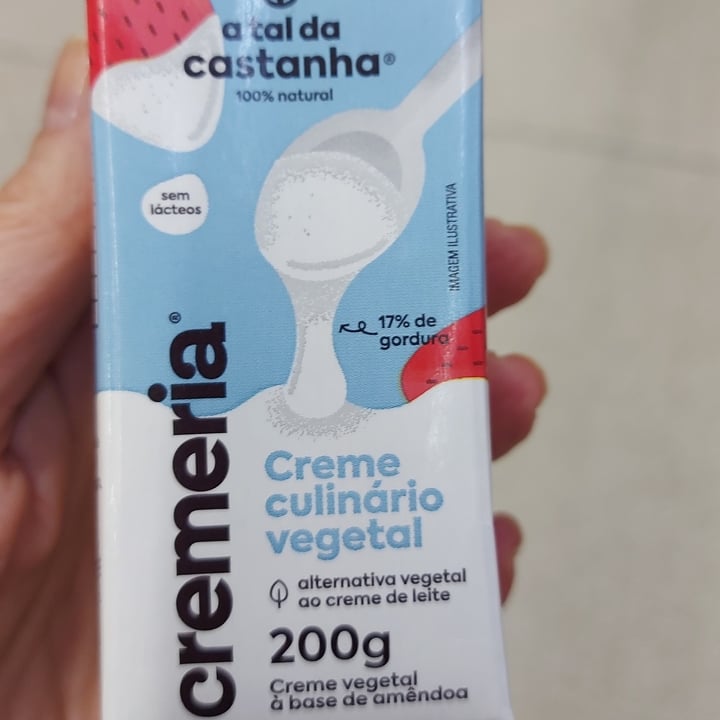 a tal da
castanha®
100% natural
sem
lácteos
IMAGEM ILUSTRATIVA
17% de
gordura
cremeria®
Creme
culinário
vegetal
alternativa vegetal
ao creme de leite
200g
Creme vegetal
à base de amêndoa